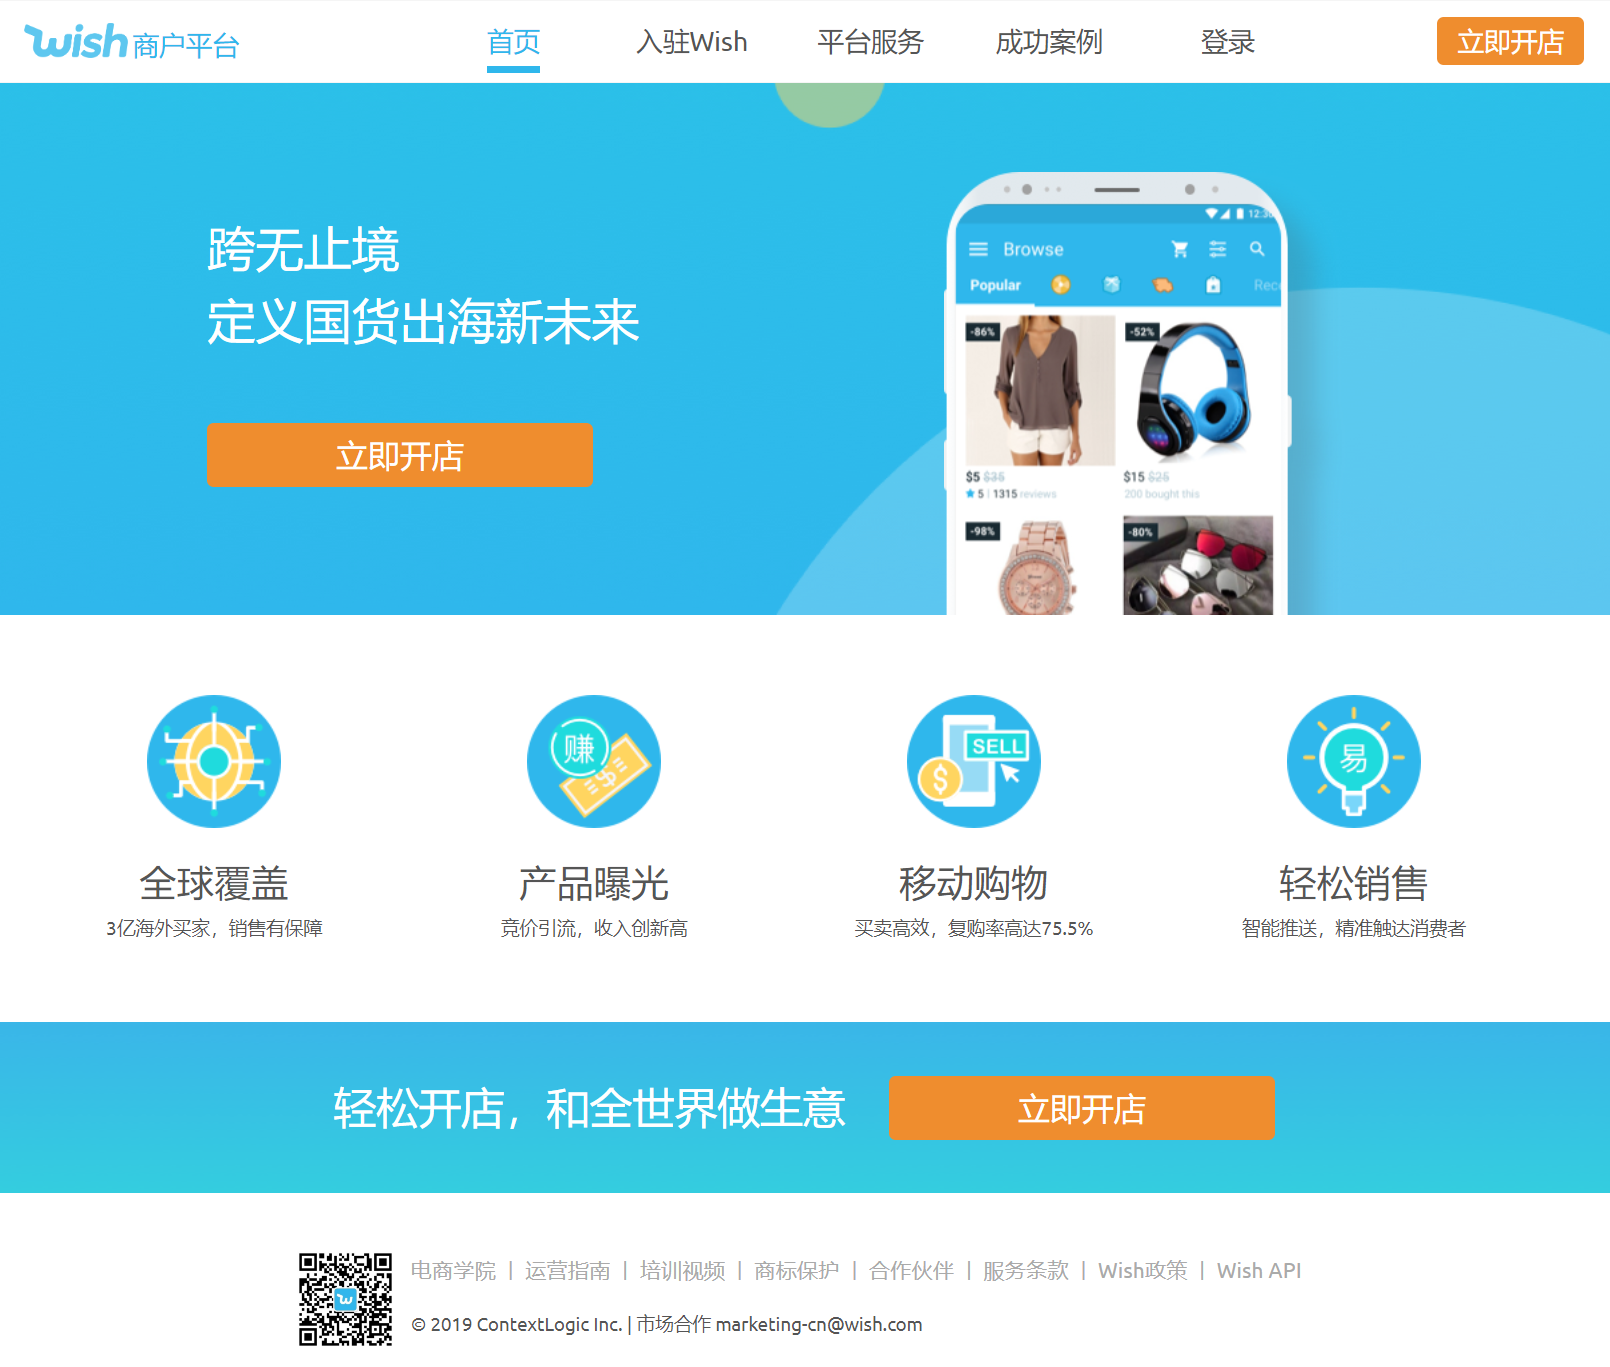 wish 商户平台
首页 入驻Wish 平台服务 成功案例 登录 立即开店
跨无止境
定义国货出海新未来
立即开店
12:30
Browse
Popular
-86%
-52%
$5 $35
5 | 1315 reviews
$15 $25
200 bought this
-98%
-80%
赚
SELL
$
易
全球覆盖
3亿海外买家，销售有保障
产品曝光
竞价引流，收入创新高
移动购物
买卖高效，复购率高达75.5%
轻松销售
智能推送，精准触达消费者
轻松开店，和全世界做生意
立即开店
电商学院 | 运营指南 | 培训视频 | 商标保护 | 合作伙伴 | 服务条款 | Wish政策 | Wish API
© 2019 ContextLogic Inc. | 市场合作 marketing-cn@wish.com